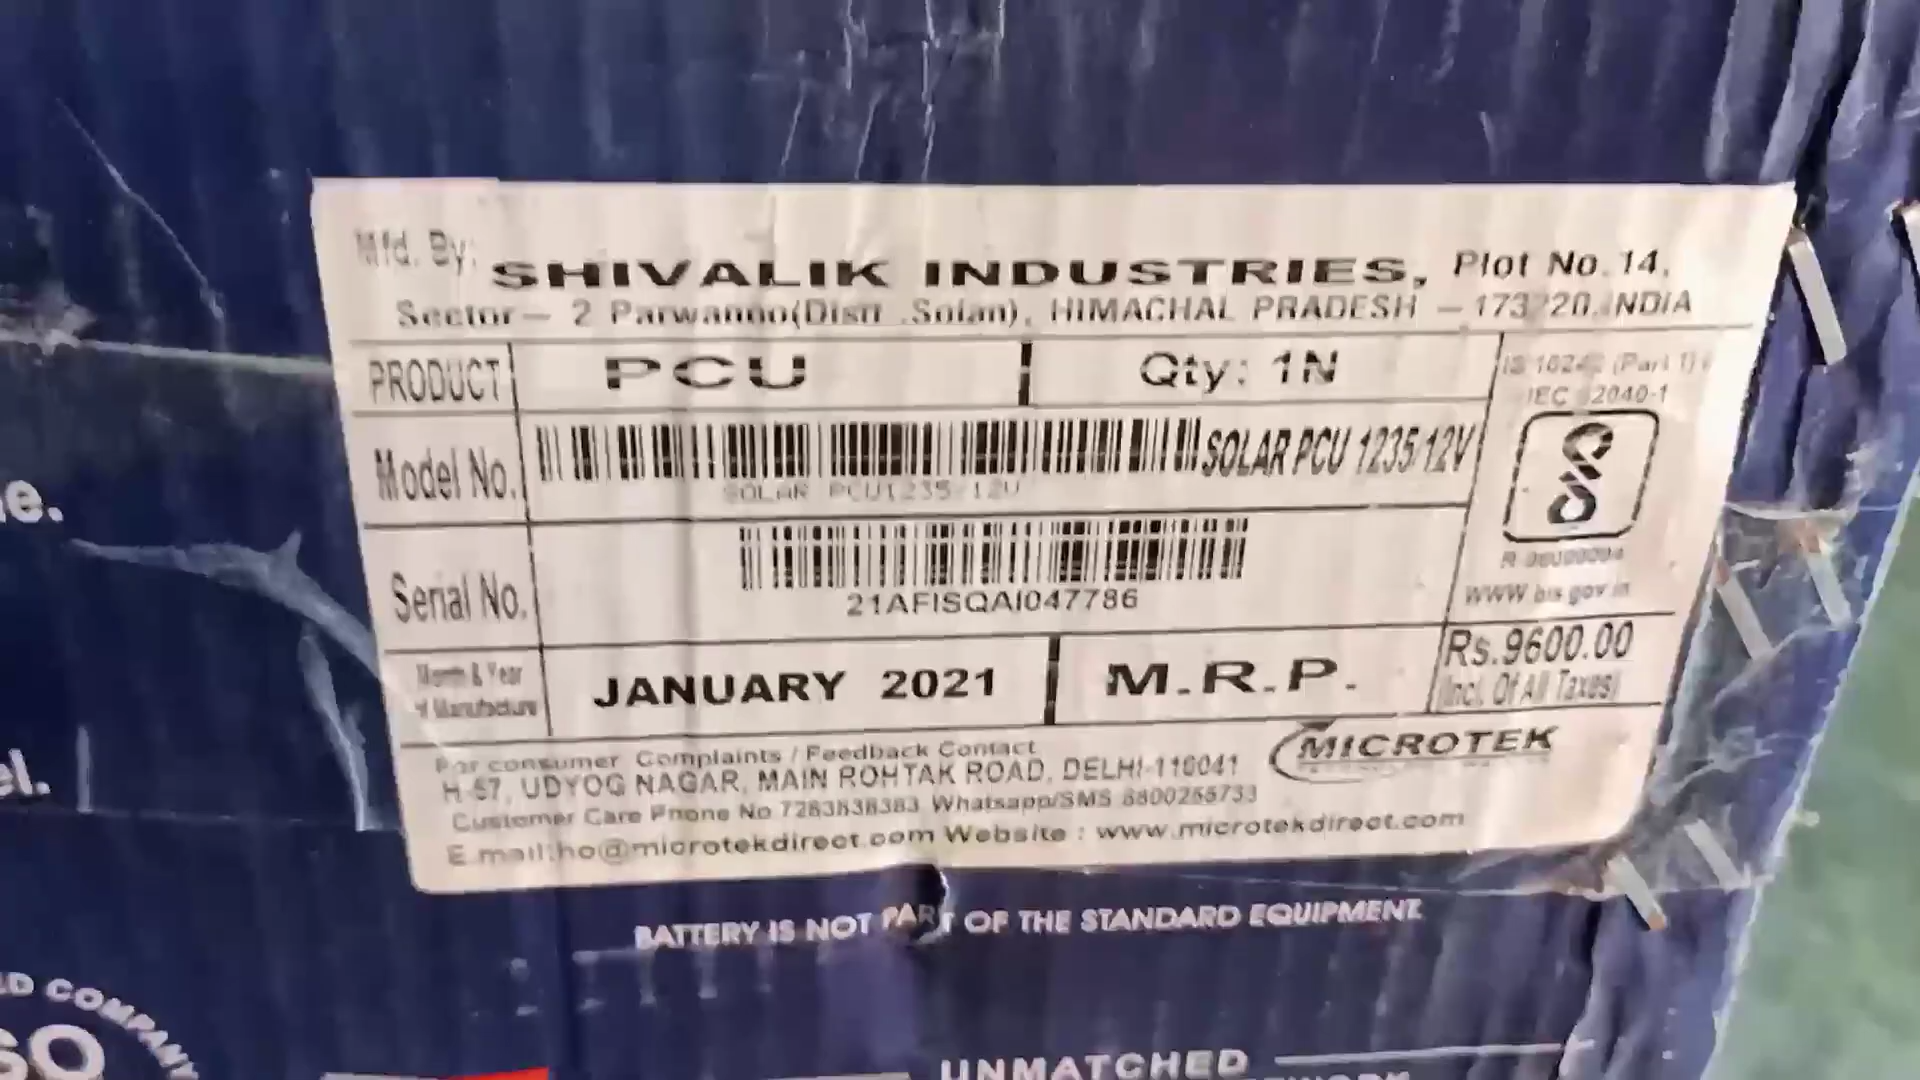 Mfd. By: SHIVALIK INDUSTRIES, Plot No. 14,
Sector- 2 Parwanoo(Distt .Solan), HIMACHAL PRADESH - 173220.INDIA
PRODUCT PCU Qty: 1N
IS 16242 (Part 1)
IEC 62040-1
Model No. SOLAR PCU 1235/12V
SOLAR PCU1235/12V
Serial No.
21AFISQAI047786
www bis gov in
Month & Year
of Manufacture
JANUARY 2021 M.R.P. Rs.9600.00
(Incl. Of All Taxes)
For consumer Complaints / Feedback Contact
H-57, UDYOG NAGAR, MAIN ROHTAK ROAD, DELHI-110041
MICROTEK
Customer Care Phone No 7283838383 Whatsapp/SMS 8800255733
E.mail:ho@microtekdirect.com Website : www.microtekdirect.com
BATTERY IS NOT PART OF THE STANDARD EQUIPMENT
COMPANY
UNMATCHED